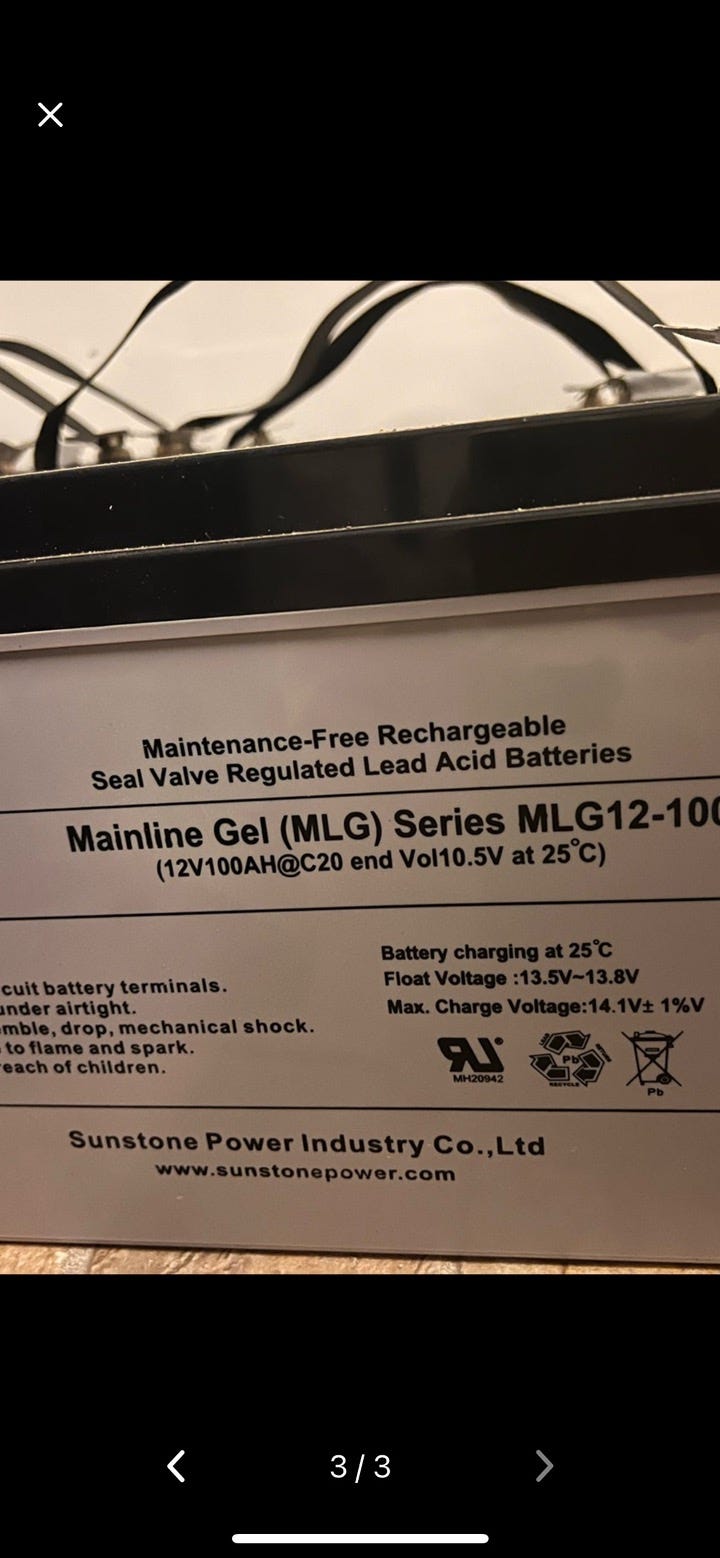 Maintenance-Free Rechargeable
Seal Valve Regulated Lead Acid Batteries
Mainline Gel (MLG) Series MLG12-100
(12V100AH@C20 end Vol10.5V at 25℃)
cuit battery terminals.
under airtight.
mble, drop, mechanical shock.
to flame and spark.
each of children.
Battery charging at 25℃
Float Voltage :13.5V~13.8V
Max. Charge Voltage:14.1V± 1%V
MH20942
Pb
RECYCLE
Pb
Sunstone Power Industry Co.,Ltd
www.sunstonepower.com
3 / 3